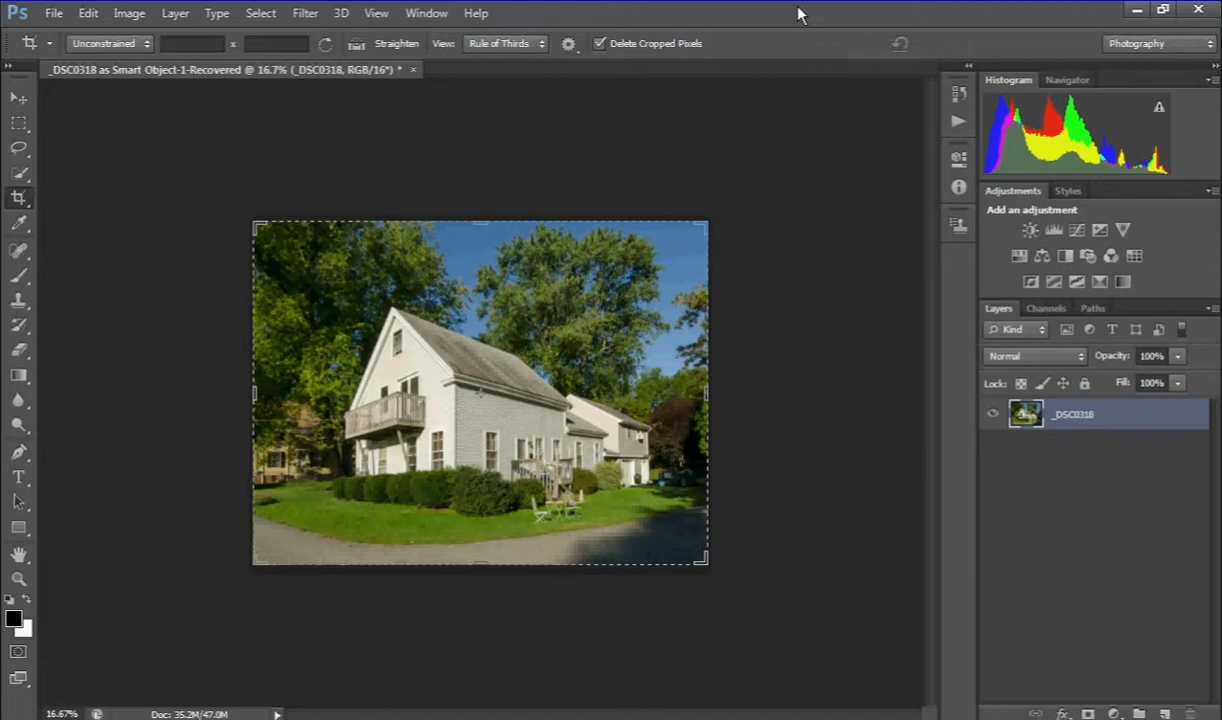 Ps File Edit Image Layer Type Select Filter 3D View Window Help
Unconstrained x Straighten View: Rule of Thirds Delete Cropped Pixels Photography
_DSC0318 as Smart Object-1-Recovered @ 16.7% (_DSC0318, RGB/16*) * ×
Histogram Navigator
Adjustments Styles
Add an adjustment
Layers Channels Paths
Kind
Normal Opacity: 100%
Lock: Fill: 100%
_DSC0318
16.67% Doc: 35.2M/47.0M